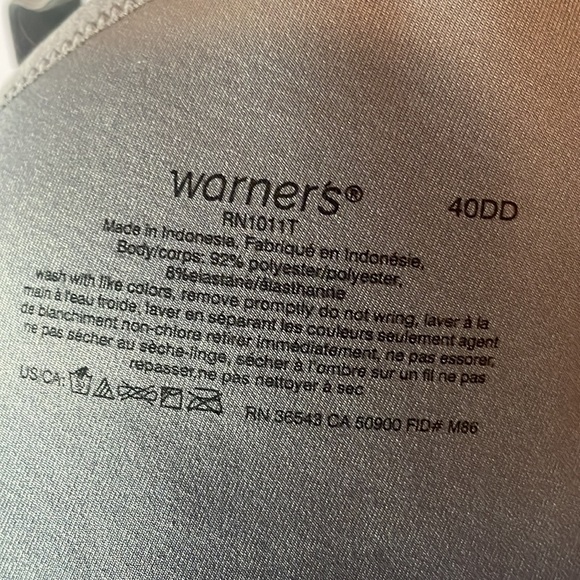 warner's®
40DD
RN1011T
Made in Indonesia, Fabriqué en Indonésie,
Body/corps: 92% polyester/polyester,
8%elastane/élasthanne
wash with like colors, remove promptly do not wring, laver à la
main à l'eau froide, laver en séparant les couleurs seulement agent
de blanchiment non-chlore retirer immédiatement, ne pas essorer,
ne pas sécher au sèche-linge, sécher à l'ombre sur un fil ne pas
repasser ne pas nettoyer à sec
US/CA:
RN 36543 CA 50900 FID# M86